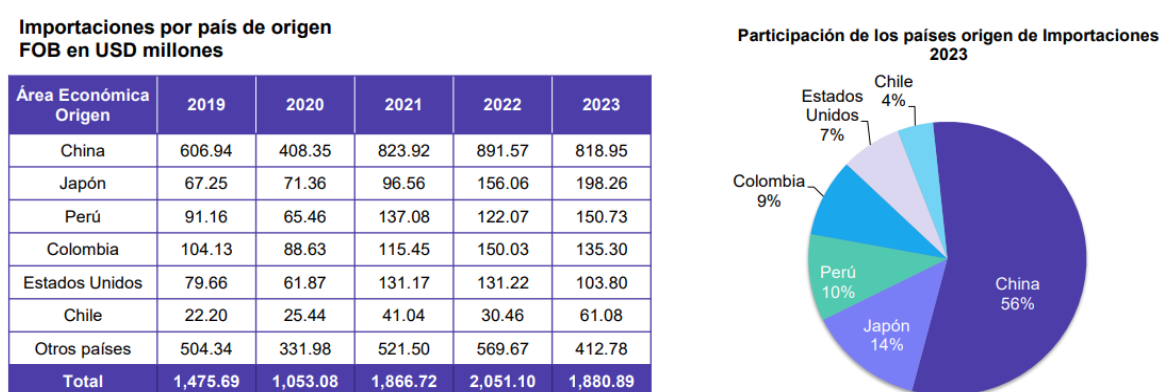 Importaciones por país de origen
FOB en USD millones
Área Económica
Origen
2019 2020 2021 2022 2023
China 606.94 408.35 823.92 891.57 818.95
Japón 67.25 71.36 96.56 156.06 198.26
Perú 91.16 65.46 137.08 122.07 150.73
Colombia 104.13 88.63 115.45 150.03 135.30
Estados Unidos 79.66 61.87 131.17 131.22 103.80
Chile 22.20 25.44 41.04 30.46 61.08
Otros países 504.34 331.98 521.50 569.67 412.78
Total 1,475.69 1,053.08 1,866.72 2,051.10 1,880.89
Participación de los países origen de Importaciones
2023
Chile
4%
Estados
Unidos
7%
Colombia
9%
Perú
10%
Japón
14%
China
56%